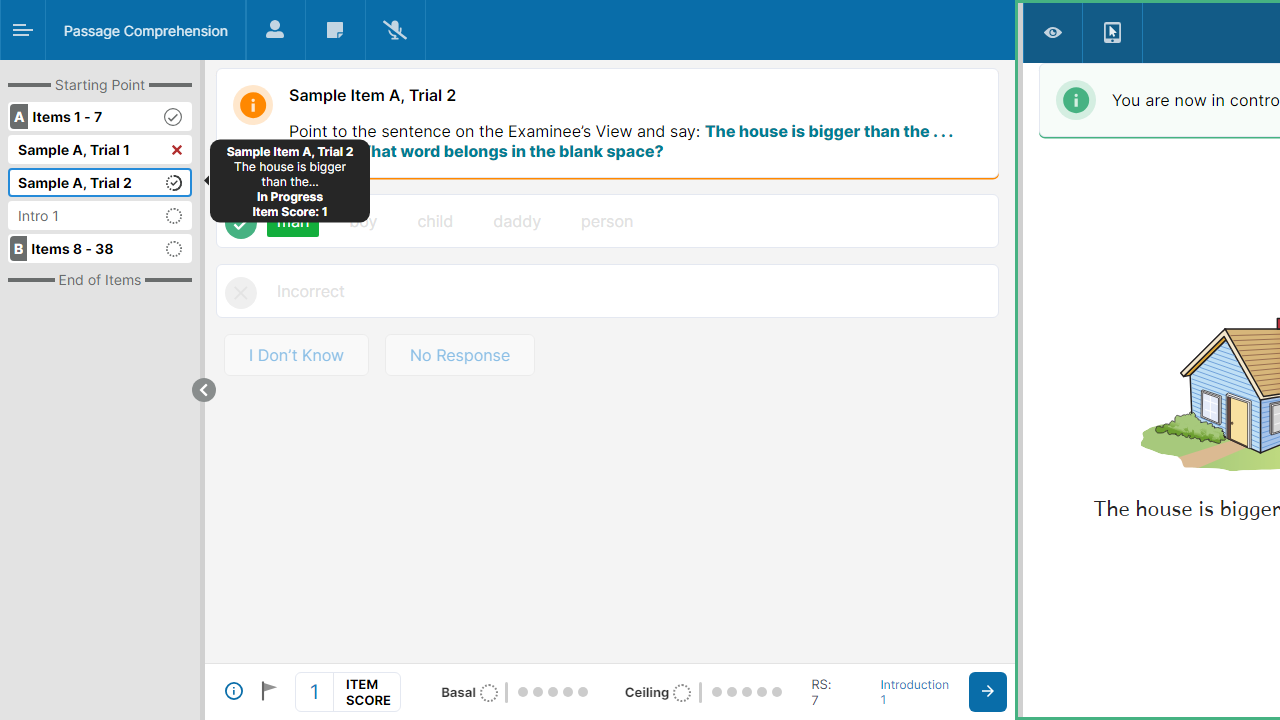 Passage Comprehension
Starting Point
A Items 1 - 7
Sample A, Trial 1
Sample A, Trial 2
Intro 1
B Items 8 - 38
End of Items
Sample Item A, Trial 2
Point to the sentence on the Examinee's View and say: The house is bigger than the . . .
hat word belongs in the blank space?
Sample Item A, Trial 2
The house is bigger
than the...
In Progress
Item Score: 1
man boy child daddy person
Incorrect
I Don't Know No Response
1 ITEM
SCORE
Basal
Ceiling
RS:
7
Introduction
1
You are now in contro
The house is bigger